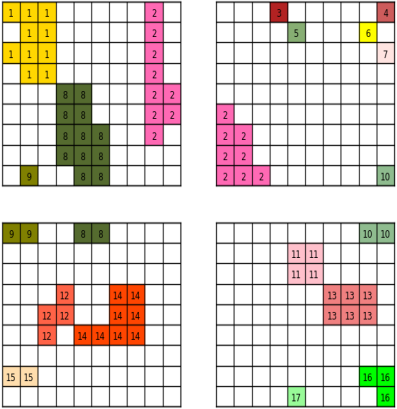 1 1 1 2
1 1 2
1 1 1 2
1 1 2
8 8 2 2
8 8 2 2
8 8 8 2
8 8 8
9 8 8
3 4
5 6
7
2
2 2
2 2
2 2 2 10
9 9 8 8
12 14 14
12 12 14 14
12 14 14 14 14
15 15
10 10
11 11
11 11
13 13 13
13 13 13
16 16
17 16